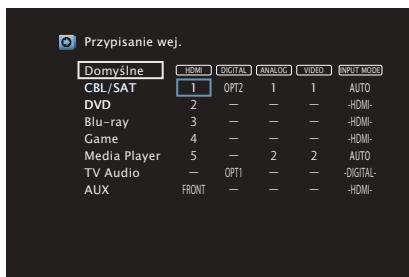 Przypisanie wej.
Domyślne HDMI DIGITAL ANALOG VIDEO INPUT MODE
CBL/SAT 1 OPT2 1 1 AUTO
DVD 2 — — — -HDMI-
Blu-ray 3 — — — -HDMI-
Game 4 — — — -HDMI-
Media Player 5 — 2 2 AUTO
TV Audio — OPT1 — — -DIGITAL-
AUX FRONT — — — -HDMI-